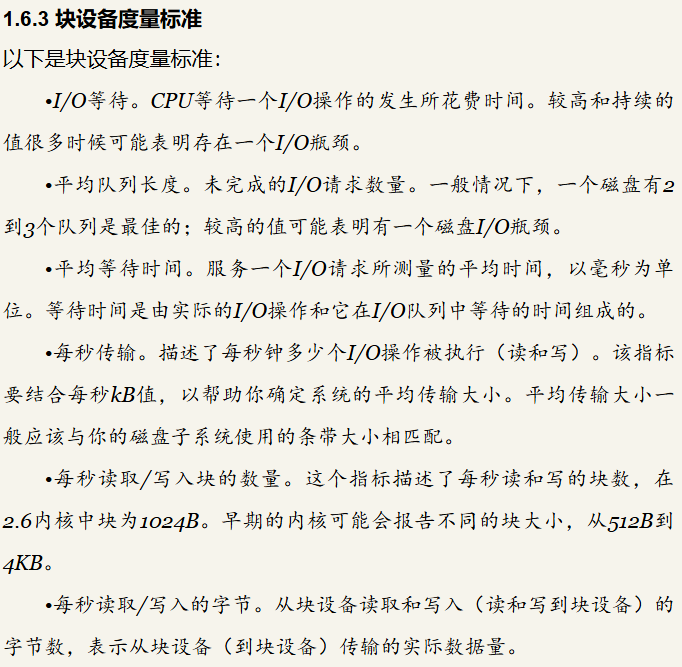 1.6.3 块设备度量标准
以下是块设备度量标准：
•I/O等待。CPU等待一个I/O操作的发生所花费时间。较高和持续的
值很多时候可能表明存在一个I/O瓶颈。
•平均队列长度。未完成的I/O请求数量。一般情况下，一个磁盘有2
到3个队列是最佳的；较高的值可能表明有一个磁盘I/O瓶颈。
•平均等待时间。服务一个I/O请求所测量的平均时间，以毫秒为单
位。等待时间是由实际的I/O操作和它在I/O队列中等待的时间组成的。
•每秒传输。描述了每秒钟多少个I/O操作被执行（读和写）。该指标
要结合每秒kB值，以帮助你确定系统的平均传输大小。平均传输大小一
般应该与你的磁盘子系统使用的条带大小相匹配。
•每秒读取/写入块的数量。这个指标描述了每秒读和写的块数，在
2.6内核中块为1024B。早期的内核可能会报告不同的块大小，从512B到
4KB。
•每秒读取/写入的字节。从块设备读取和写入（读和写到块设备）的
字节数，表示从块设备（到块设备）传输的实际数据量。